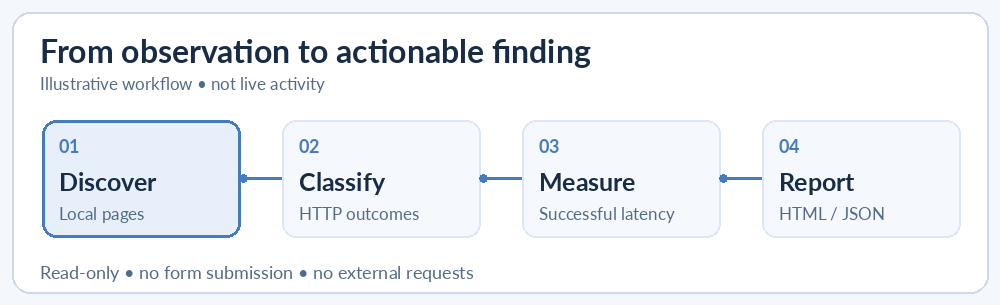 From observation to actionable finding
Illustrative workflow • not live activity
01
Discover
Local pages
02
Classify
HTTP outcomes
03
Measure
Successful latency
04
Report
HTML / JSON
Read-only • no form submission • no external requests